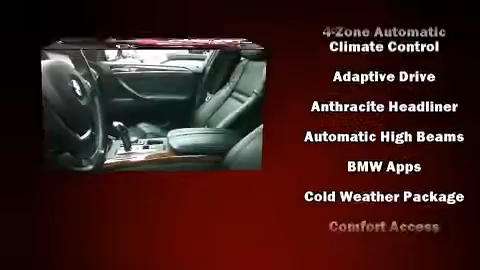 4-Zone Automatic
Climate Control
Adaptive Drive
Anthracite Headliner
Automatic High Beams
BMW Apps
Cold Weather Package
Comfort Access